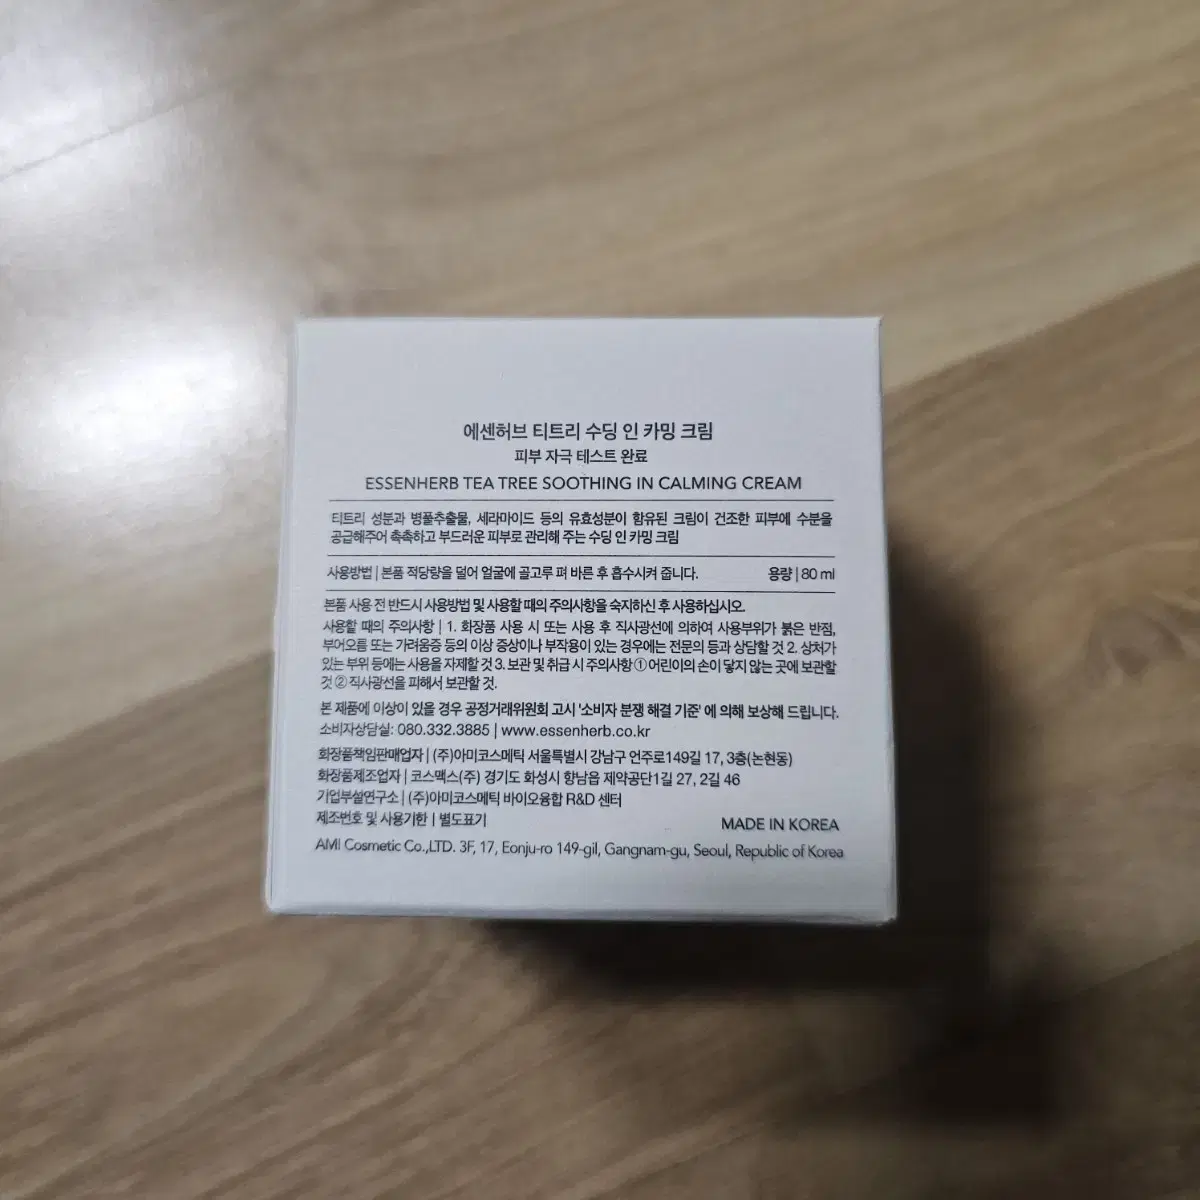 에센허브 티트리 수딩 인 카밍 크림
피부 자극 테스트 완료
ESSENHERB TEA TREE SOOTHING IN CALMING CREAM
티트리 성분과 병풀추출물, 세라마이드 등의 유효성분이 함유된 크림이 건조한 피부에 수분을
공급해주어 촉촉하고 부드러운 피부로 관리해 주는 수딩 인 카밍 크림
사용방법 | 본품 적당량을 덜어 얼굴에 골고루 펴 바른 후 흡수시켜 줍니다. 용량 | 80 ml
본품 사용 전 반드시 사용방법 및 사용할 때의 주의사항을 숙지하신 후 사용하십시오.
사용할 때의 주의사항 | 1. 화장품 사용 시 또는 사용 후 직사광선에 의하여 사용부위가 붉은 반점,
부어오름 또는 가려움증 등의 이상 증상이나 부작용이 있는 경우에는 전문의 등과 상담할 것 2. 상처가
있는 부위 등에는 사용을 자제할 것 3. 보관 및 취급 시 주의사항 ① 어린이의 손이 닿지 않는 곳에 보관할
것 ② 직사광선을 피해서 보관할 것.
본 제품에 이상이 있을 경우 공정거래위원회 고시 '소비자 분쟁 해결 기준' 에 의해 보상해 드립니다.
소비자상담실: 080.332.3885 | www.essenherb.co.kr
화장품책임판매업자 | (주)아미코스메틱 서울특별시 강남구 언주로149길 17, 3층(논현동)
화장품제조업자 | 코스맥스(주) 경기도 화성시 향남읍 제약공단1길 27, 2길 46
기업부설연구소 | (주)아미코스메틱 바이오융합 R&D 센터
제조번호 및 사용기한 | 별도표기 MADE IN KOREA
AMI Cosmetic Co.,LTD. 3F, 17, Eonju-ro 149-gil, Gangnam-gu, Seoul, Republic of Korea